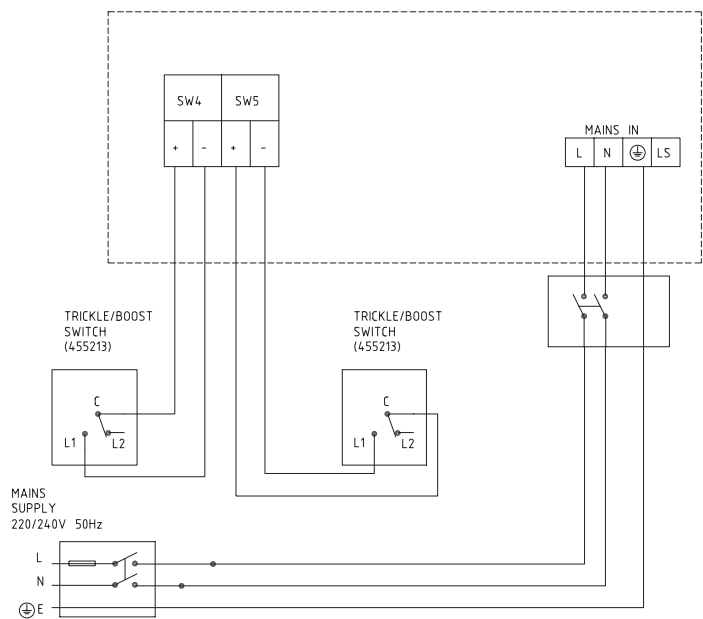 SW4 SW5
+ - + -
MAINS IN
L N LS
TRICKLE/BOOST
SWITCH
(455213)
C
L1 L2
TRICKLE/BOOST
SWITCH
(455213)
C
L1 L2
MAINS
SUPPLY
220/240V 50Hz
L
N
E